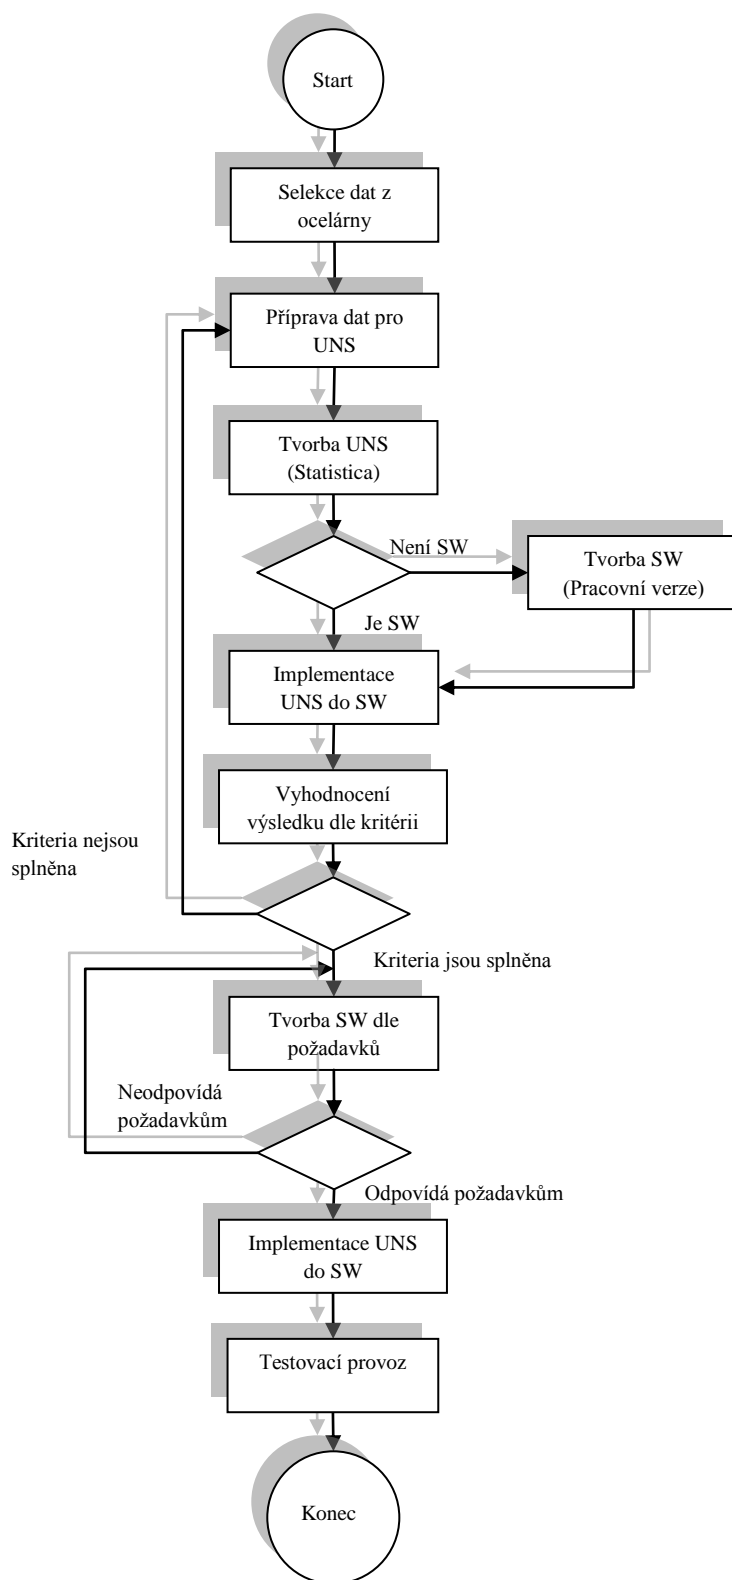 Start
Selekce dat z
ocelárny
Příprava dat pro
UNS
Tvorba UNS
(Statistica)
Není SW
Tvorba SW
(Pracovní verze)
Je SW
Implementace
UNS do SW
Vyhodnocení
výsledku dle kritérii
Kriteria nejsou
splněna
Kriteria jsou splněna
Tvorba SW dle
požadavků
Neodpovídá
požadavkům
Odpovídá požadavkům
Implementace UNS
do SW
Testovací provoz
Konec